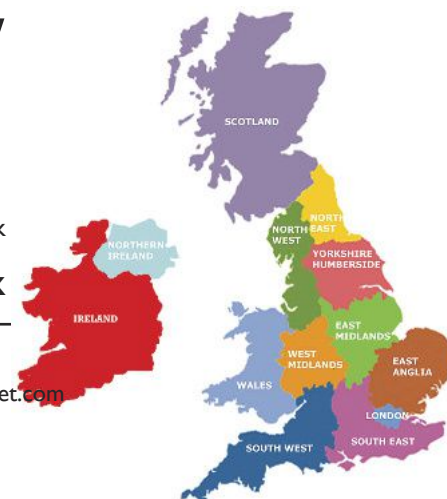 SCOTLAND
NORTH
EAST
NORTH
WEST
YORKSHIRE
HUMBERSIDE
NORTHERN
IRELAND
IRELAND
EAST
MIDLANDS
WEST
MIDLANDS
EAST
ANGLIA
WALES
et.com
LONDON
SOUTH WEST
SOUTH EAST